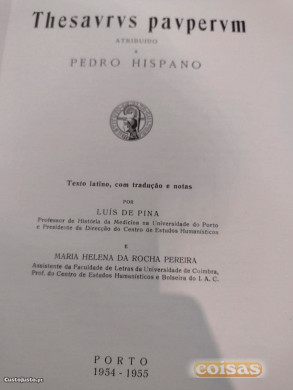 Thesavrvs pavpervm
ATRIBUIDO
A
PEDRO HISPANO
Texto latino, com tradução e notas
POR
LUÍS DE PINA
Professor de História da Medicina na Universidade do Porto
e Presidente da Direcção do Centro de Estudos Humanísticos
E
MARIA HELENA DA ROCHA PEREIRA
Assistente da Faculdade de Letras da Universidade de Coimbra,
Prof. do Centro de Estudos Humanísticos e Bolseira do I. A. C.
PORTO
1954 - 1955
CustoJusto.pt
coisas